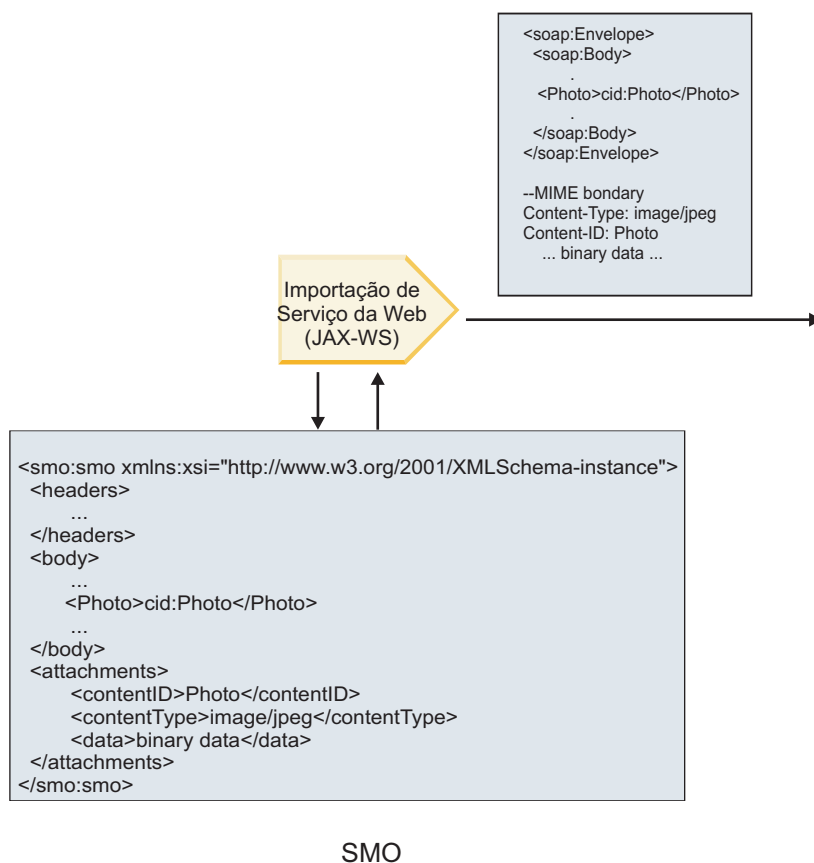 <soap:Envelope>
<soap:Body>
.
<Photo>cid:Photo</Photo>
.
</soap:Body>
</soap:Envelope>
--MIME bondary
Content-Type: image/jpeg
Content-ID: Photo
... binary data ...
Importação de
Serviço da Web
(JAX-WS)
<smo:smo xmlns:xsi="http://www.w3.org/2001/XMLSchema-instance">
<headers>
...
</headers>
<body>
...
<Photo>cid:Photo</Photo>
...
</body>
<attachments>
<contentID>Photo</contentID>
<contentType>image/jpeg</contentType>
<data>binary data</data>
</attachments>
</smo:smo>
SMO